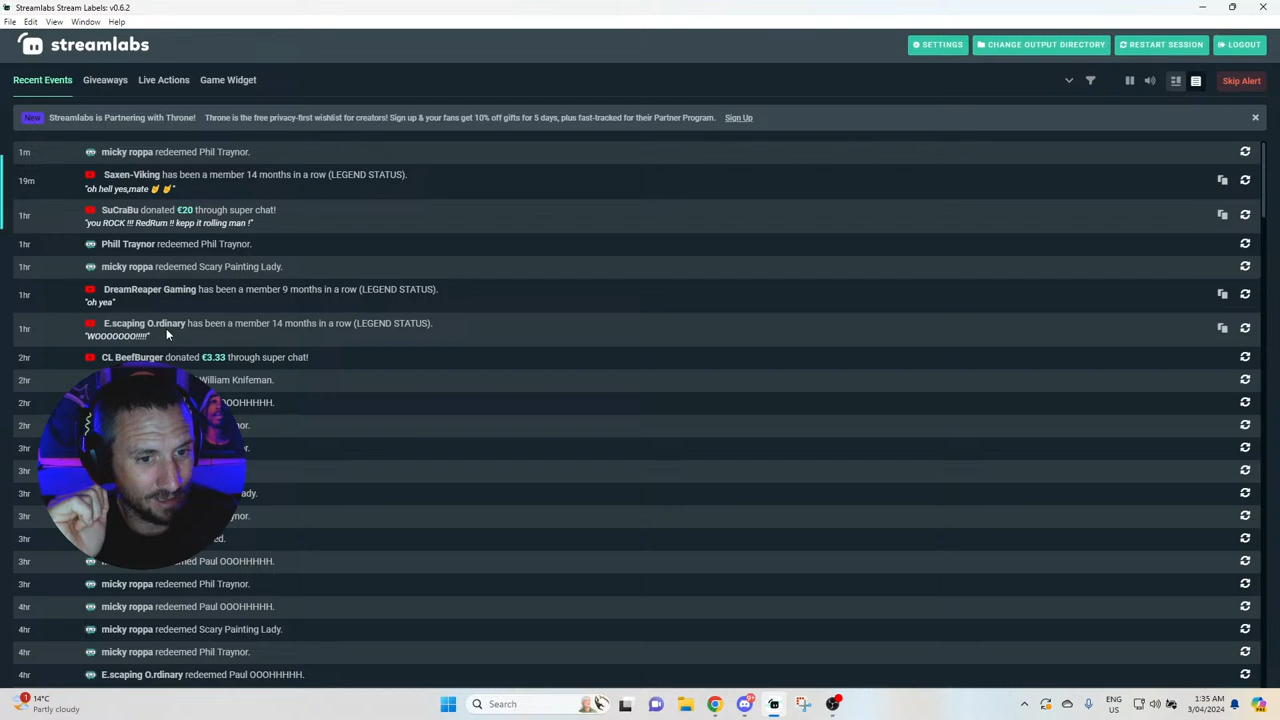 Streamlabs Stream Labels: v0.6.2
File Edit View Window Help
streamlabs SETTINGS CHANGE OUTPUT DIRECTORY RESTART SESSION LOGOUT
Recent Events Giveaways Live Actions Game Widget Skip Alert
New Streamlabs is Partnering with Throne! Throne is the free privacy-first wishlist for creators! Sign up & your fans get 10% off gifts for 5 days, plus fast-tracked for their Partner Program. Sign Up
1m micky roppa redeemed Phil Traynor.
19m Saxen-Viking has been a member 14 months in a row (LEGEND STATUS).
"oh hell yes,mate 🤘 🤘"
1hr SuCraBu donated €20 through super chat!
"you ROCK !!! RedRum !! kepp it rolling man !"
1hr Phill Traynor redeemed Phil Traynor.
1hr micky roppa redeemed Scary Painting Lady.
1hr DreamReaper Gaming has been a member 9 months in a row (LEGEND STATUS).
"oh yea"
1hr E.scaping O.rdinary has been a member 14 months in a row (LEGEND STATUS).
"WOOOOOOO!!!!!"
2hr CL BeefBurger donated €3.33 through super chat!
2hr William Knifeman.
2hr OOHHHHH.
2hr or.
3hr r.
3hr
3hr ady.
3hr nor.
3hr ed.
3hr redeemed Paul OOOHHHHH.
3hr micky roppa redeemed Phil Traynor.
4hr micky roppa redeemed Paul OOOHHHHH.
4hr micky roppa redeemed Scary Painting Lady.
4hr micky roppa redeemed Phil Traynor.
4hr E.scaping O.rdinary redeemed Paul OOOHHHHH.
1 14°C
Partly cloudy
Search
9+
ENG
US
1:35 AM
3/04/2024